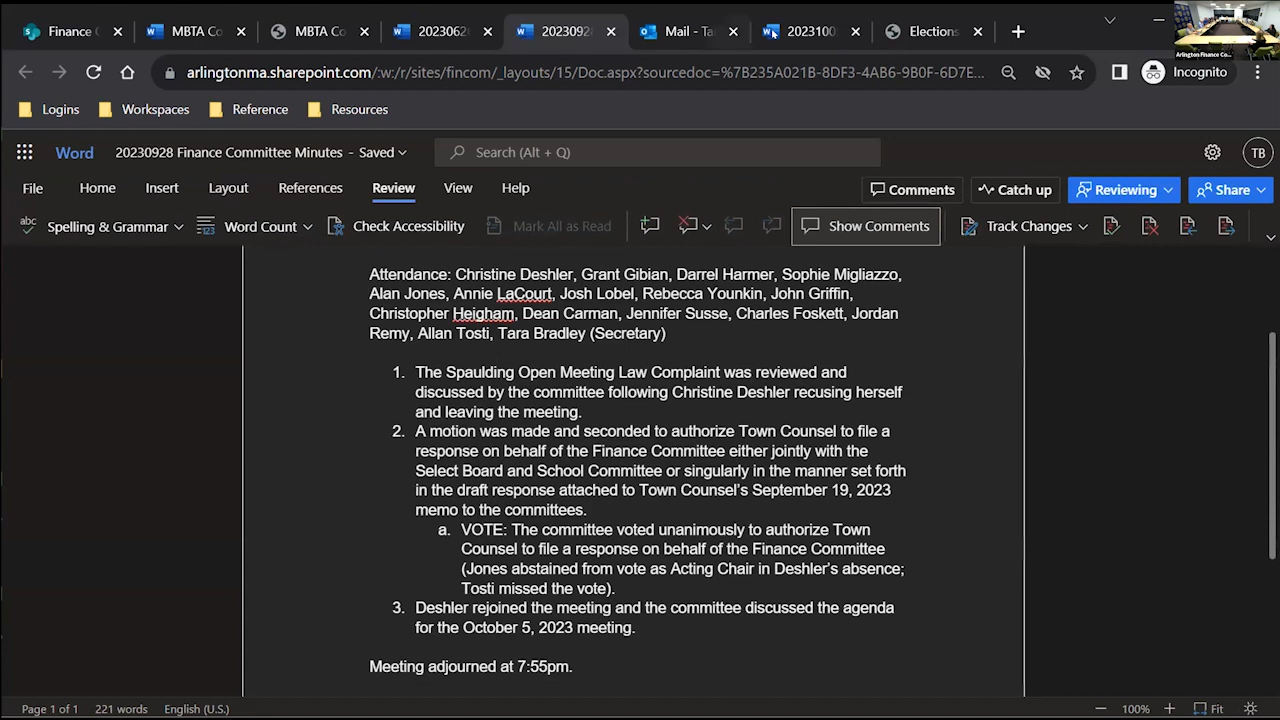 Finance C
MBTA Co
MBTA Co
2023062
20230928
Mail - Ta
2023100
Elections
Arlington Finance Co...
arlingtonma.sharepoint.com/:w:/r/sites/fincom/_layouts/15/Doc.aspx?sourcedoc=%7B235A021B-8DF3-4AB6-9B0F-6D7E...
Incognito
Logins Workspaces Reference Resources
Word 20230928 Finance Committee Minutes - Saved Search (Alt + Q) TB
File Home Insert Layout References Review View Help Comments Catch up Reviewing Share
abc Spelling & Grammar 123 Word Count Check Accessibility Mark All as Read Show Comments Track Changes
Attendance: Christine Deshler, Grant Gibian, Darrel Harmer, Sophie Migliazzo,
Alan Jones, Annie LaCourt, Josh Lobel, Rebecca Younkin, John Griffin,
Christopher Heigham, Dean Carman, Jennifer Susse, Charles Foskett, Jordan
Remy, Allan Tosti, Tara Bradley (Secretary)
1. The Spaulding Open Meeting Law Complaint was reviewed and
discussed by the committee following Christine Deshler recusing herself
and leaving the meeting.
2. A motion was made and seconded to authorize Town Counsel to file a
response on behalf of the Finance Committee either jointly with the
Select Board and School Committee or singularly in the manner set forth
in the draft response attached to Town Counsel's September 19, 2023
memo to the committees.
a. VOTE: The committee voted unanimously to authorize Town
Counsel to file a response on behalf of the Finance Committee
(Jones abstained from vote as Acting Chair in Deshler's absence;
Tosti missed the vote).
3. Deshler rejoined the meeting and the committee discussed the agenda
for the October 5, 2023 meeting.
Meeting adjourned at 7:55pm.
Page 1 of 1 221 words English (U.S.) 100% Fit